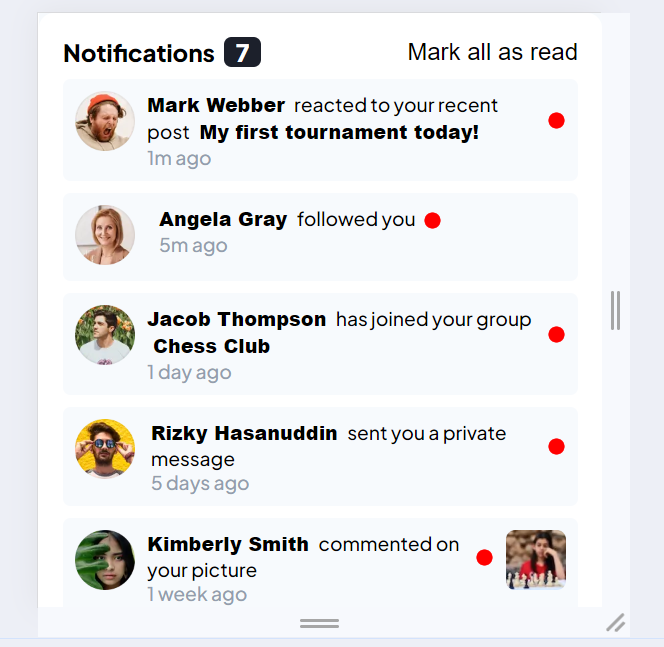 Notifications 7 Mark all as read
Mark Webber reacted to your recent
post My first tournament today!
1m ago
Angela Gray followed you
5m ago
Jacob Thompson has joined your group
Chess Club
1 day ago
Rizky Hasanuddin sent you a private
message
5 days ago
Kimberly Smith commented on
your picture
1 week ago